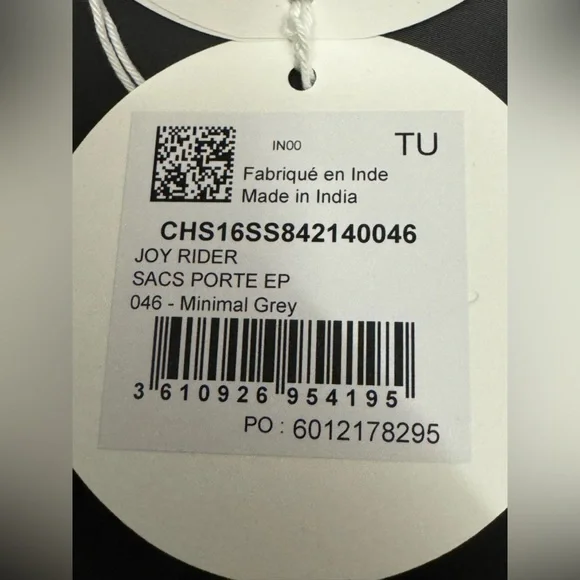 IN00
TU
Fabriqué en Inde
Made in India
CHS16SS842140046
JOY RIDER
SACS PORTE EP
046 - Minimal Grey
3 610926 954195
PO : 6012178295